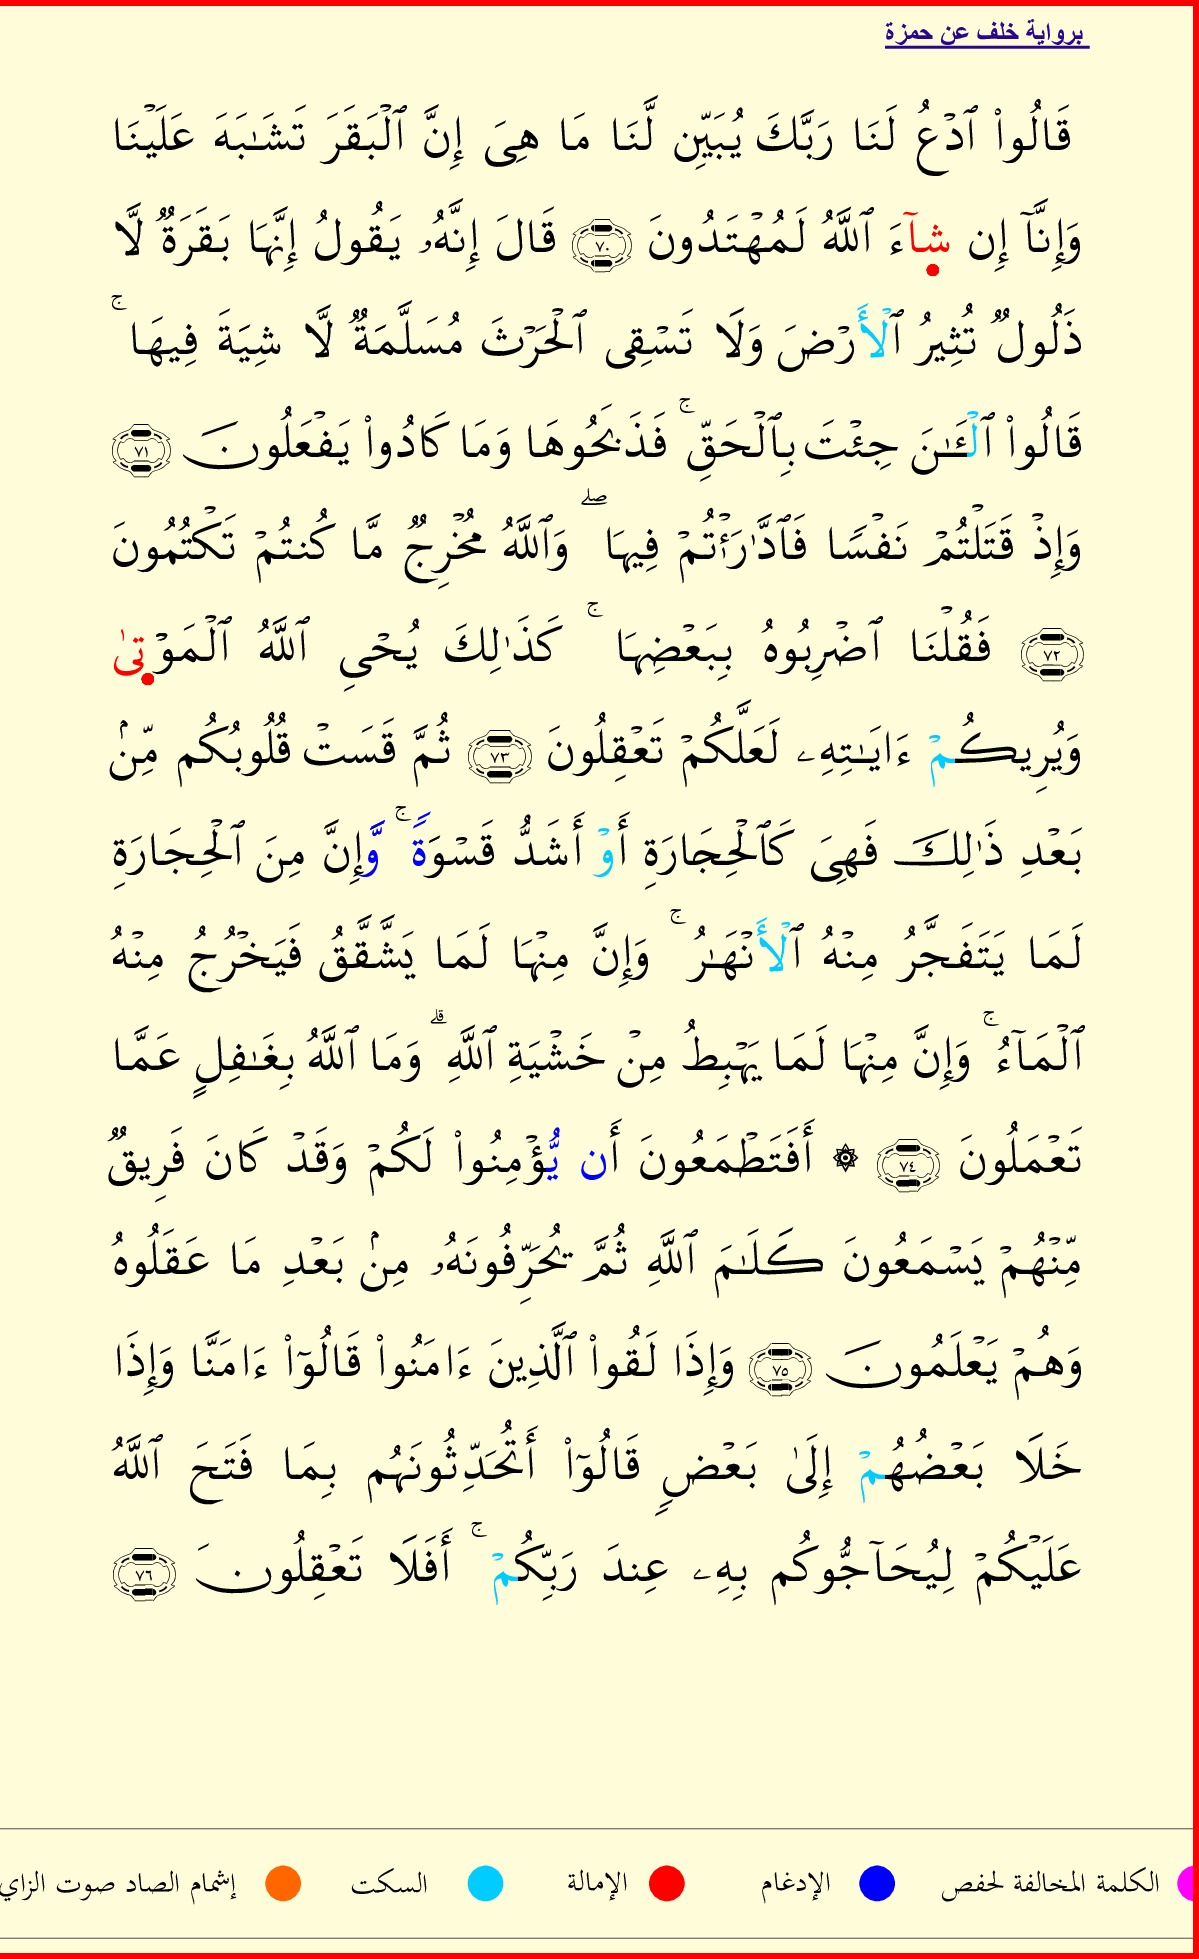 برواية خلف عن حمزة
قَالُوا۟ ٱدۡعُ لَنَا رَبَّكَ يُبَيِّن لَّنَا مَا هِىَ إِنَّ ٱلۡبَقَرَ تَشَـٰبَهَ عَلَيۡنَا
وَإِنَّآ إِن شَآءَ ٱللَّهُ لَمُهۡتَدُونَ ٧٠ قَالَ إِنَّهُۥ يَقُولُ إِنَّهَا بَقَرَةٌ لَّا
ذَلُولٌ تُثِيرُ ٱلۡأَرۡضَ وَلَا تَسۡقِى ٱلۡحَرۡثَ مُسَلَّمَةٌ لَّا شِيَةَ فِيهَا ۚ
قَالُوا۟ ٱلۡـَٔـٰنَ جِئۡتَ بِٱلۡحَقِّ ۚ فَذَبَحُوهَا وَمَا كَادُوا۟ يَفۡعَلُونَ ٧١
وَإِذۡ قَتَلۡتُمۡ نَفۡسًا فَٱدَّٰرَٰٔۡتُمۡ فِيهَا ۖ وَٱللَّهُ مُخۡرِجٌ مَّا كُنتُمۡ تَكۡتُمُونَ
٧٢ فَقُلۡنَا ٱضۡرِبُوهُ بِبَعۡضِهَا ۚ كَذَٰلِكَ يُحۡىِ ٱللَّهُ ٱلۡمَوۡتىٰ
وَيُرِيكُمۡ ءَايَـٰتِهِۦ لَعَلَّكُمۡ تَعۡقِلُونَ ٧٣ ثُمَّ قَسَتۡ قُلُوبُكُم مِّنۢ
بَعۡدِ ذَٰلِكَ فَهِىَ كَٱلۡحِجَارَةِ أَوۡ أَشَدُّ قَسۡوَةً ۚ وَّإِنَّ مِنَ ٱلۡحِجَارَةِ
لَمَا يَتَفَجَّرُ مِنۡهُ ٱلۡأَنۡهَـٰرُ ۚ وَإِنَّ مِنۡهَا لَمَا يَشَّقَّقُ فَيَخۡرُجُ مِنۡهُ
ٱلۡمَآءُ ۚ وَإِنَّ مِنۡهَا لَمَا يَهۡبِطُ مِنۡ خَشۡيَةِ ٱللَّهِ ۗ وَمَا ٱللَّهُ بِغَـٰفِلٍ عَمَّا
تَعۡمَلُونَ ٧٤ ۞ أَفَتَطۡمَعُونَ أَن يُّؤۡمِنُوا۟ لَكُمۡ وَقَدۡ كَانَ فَرِيقٌ
مِّنۡهُمۡ يَسۡمَعُونَ كَلَـٰمَ ٱللَّهِ ثُمَّ يُحَرِّفُونَهُۥ مِنۢ بَعۡدِ مَا عَقَلُوهُ
وَهُمۡ يَعۡلَمُونَ ٧٥ وَإِذَا لَقُوا۟ ٱلَّذِينَ ءَامَنُوا۟ قَالُوٓا۟ ءَامَنَّا وَإِذَا
خَلَا بَعۡضُهُمۡ إِلَىٰ بَعۡضٍ قَالُوٓا۟ أَتُحَدِّثُونَهُم بِمَا فَتَحَ ٱللَّهُ
عَلَيۡكُمۡ لِيُحَآجُّوكُم بِهِۦ عِندَ رَبِّكُمۡ ۚ أَفَلَا تَعۡقِلُونَ ٧٦
الكلمة المخالفة لحفص الإدغام الإمالة السكت إشمام الصاد صوت الزاي